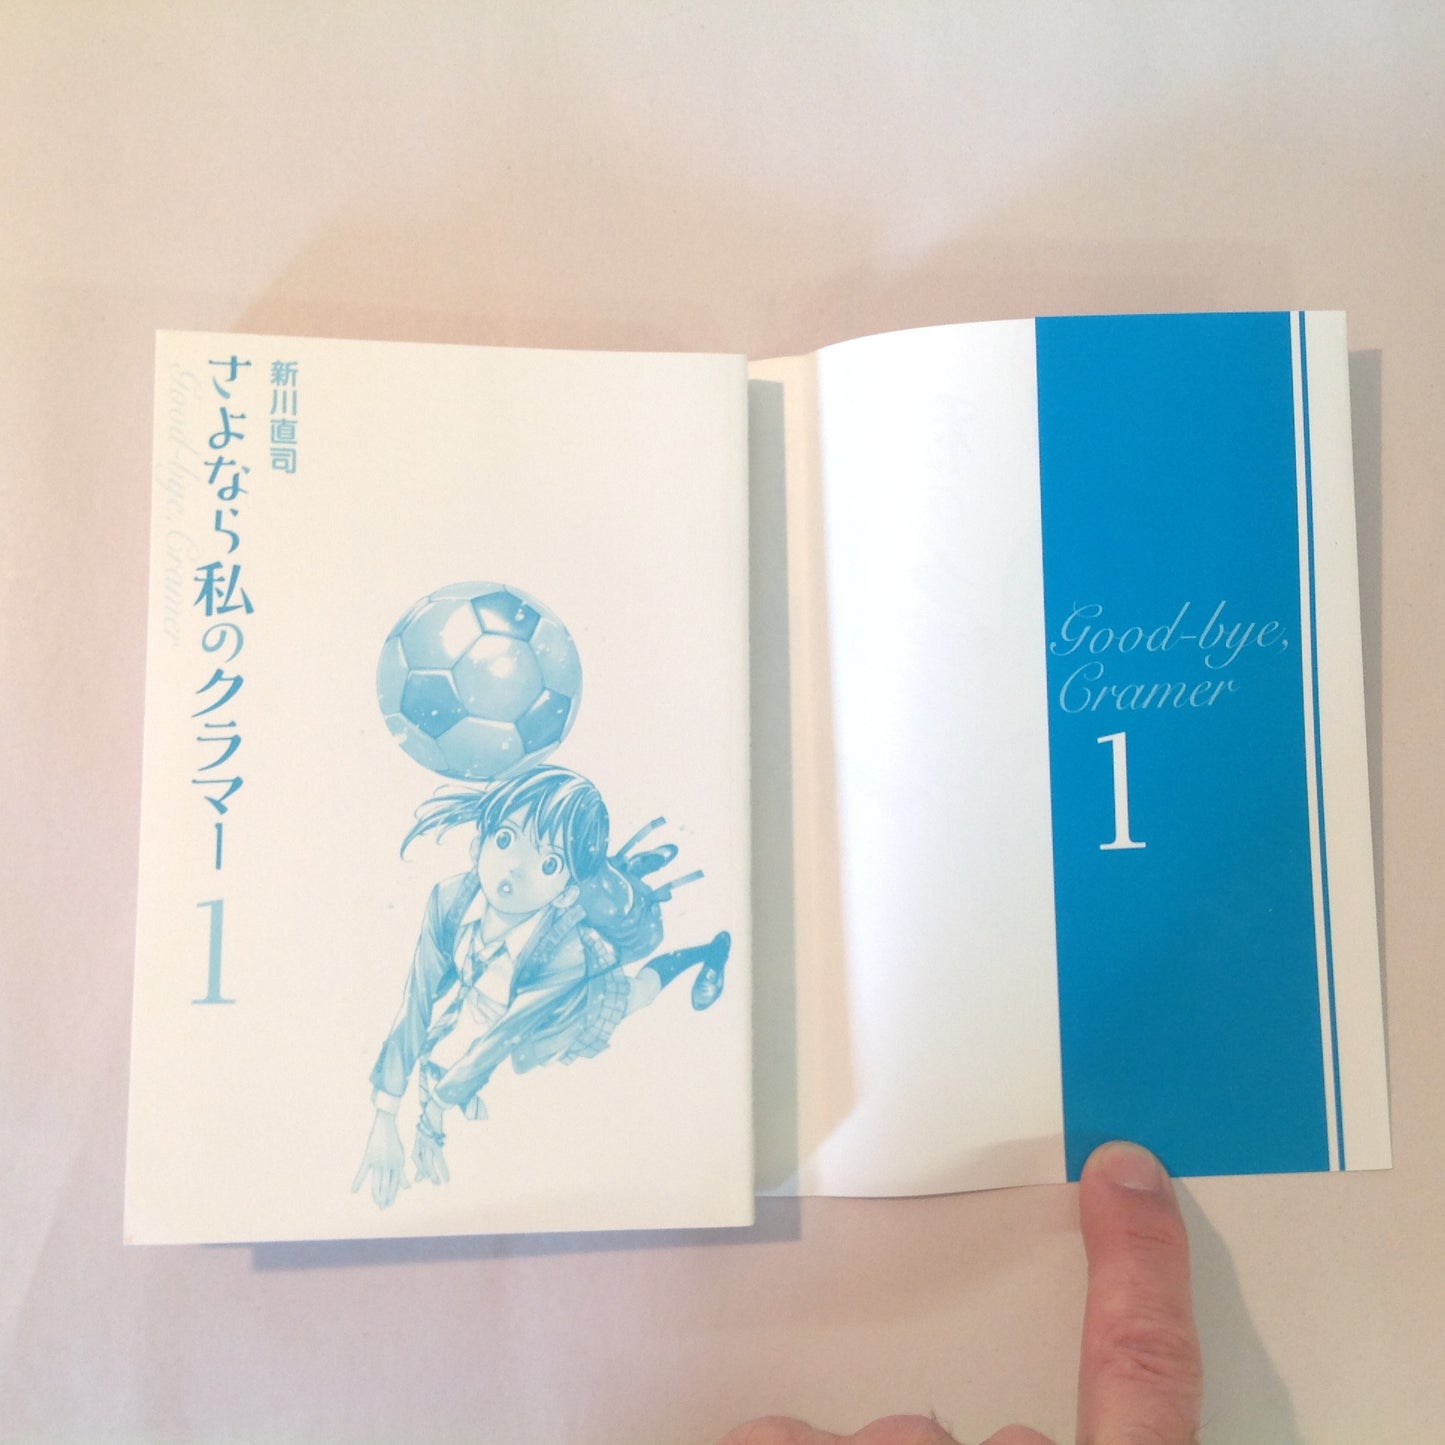 新川直司
さよなら私のクラマー
Good-bye, Cramer
1
Good-bye,
Cramer
1